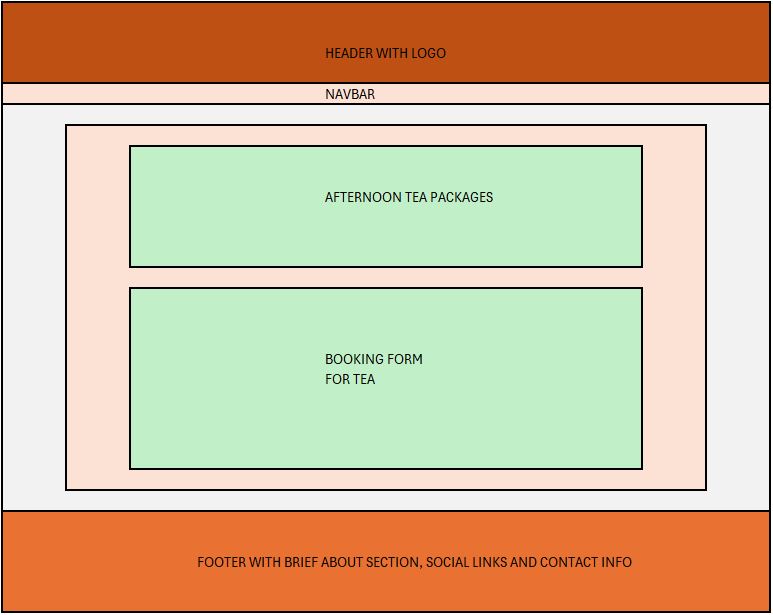 HEADER WITH LOGO
NAVBAR
AFTERNOON TEA PACKAGES
BOOKING FORM
FOR TEA
FOOTER WITH BRIEF ABOUT SECTION, SOCIAL LINKS AND CONTACT INFO